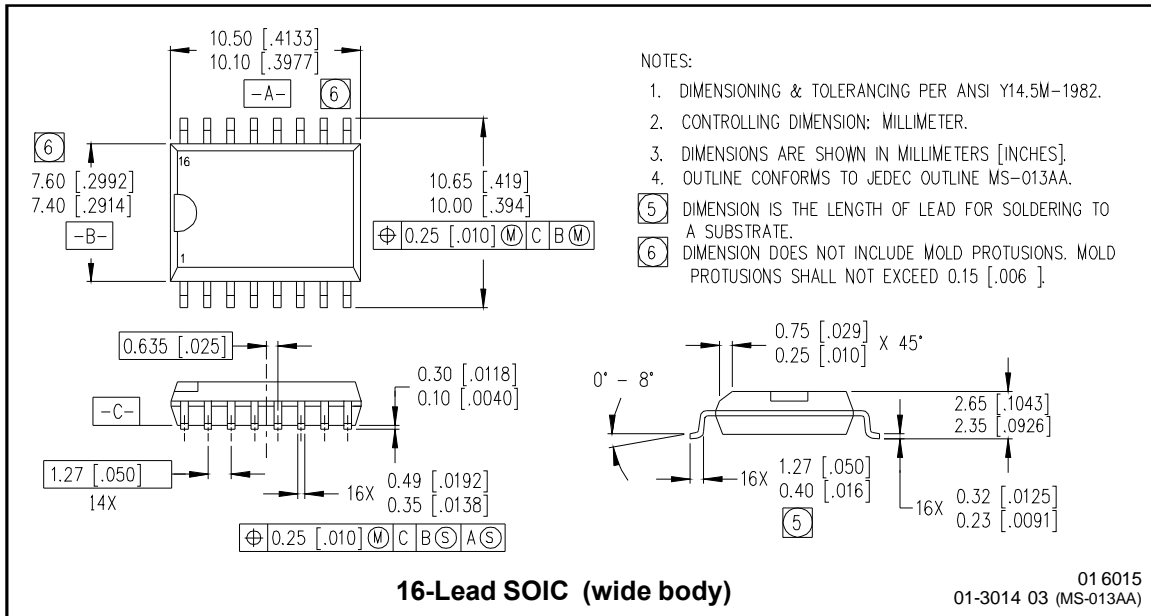 10.50 [.4133]
10.10 [.3977]
-A- 6
6
7.60 [.2992]
7.40 [.2914]
-B-
16
1
10.65 [.419]
10.00 [.394]
⌖ 0.25 [.010] Ⓜ C B Ⓜ
NOTES:
1. DIMENSIONING & TOLERANCING PER ANSI Y14.5M-1982.
2. CONTROLLING DIMENSION: MILLIMETER.
3. DIMENSIONS ARE SHOWN IN MILLIMETERS [INCHES].
4. OUTLINE CONFORMS TO JEDEC OUTLINE MS-013AA.
5 DIMENSION IS THE LENGTH OF LEAD FOR SOLDERING TO
A SUBSTRATE.
6 DIMENSION DOES NOT INCLUDE MOLD PROTUSIONS. MOLD
PROTUSIONS SHALL NOT EXCEED 0.15 [.006 ].
0.635 [.025]
-C-
0.30 [.0118]
0.10 [.0040]
1.27 [.050]
14X
16X 0.49 [.0192]
0.35 [.0138]
⌖ 0.25 [.010] Ⓜ C B Ⓢ A Ⓢ
0.75 [.029]
0.25 [.010] X 45°
0° - 8°
2.65 [.1043]
2.35 [.0926]
16X 1.27 [.050]
0.40 [.016]
5
16X 0.32 [.0125]
0.23 [.0091]
16-Lead SOIC (wide body)
01 6015
01-3014 03 (MS-013AA)